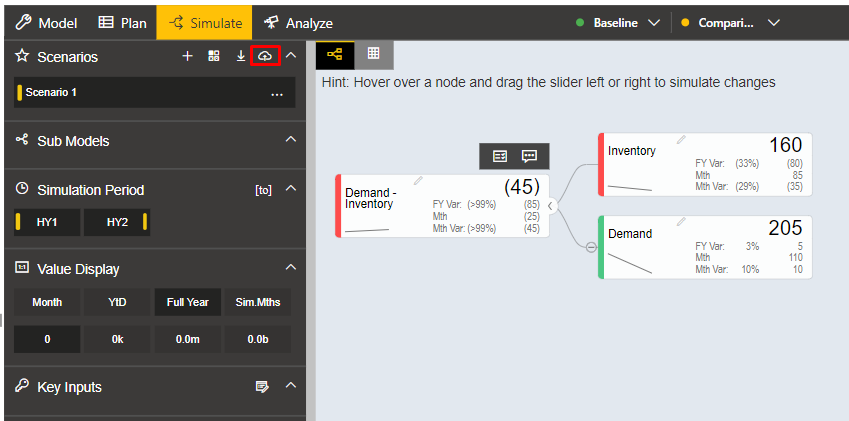 Model Plan Simulate Analyze Baseline Compari...
Scenarios
Hint: Hover over a node and drag the slider left or right to simulate changes
Scenario 1 ...
Sub Models
Simulation Period [to]
HY1 HY2
Value Display
Month YtD Full Year Sim.Mths
0 0k 0.0m 0.0b
Key Inputs
Demand -
Inventory
(45)
FY Var: (>99%) (85)
Mth (25)
Mth Var: (>99%) (45)
Inventory 160
FY Var: (33%) (80)
Mth 85
Mth Var: (29%) (35)
Demand 205
FY Var: 3% 5
Mth 110
Mth Var: 10% 10